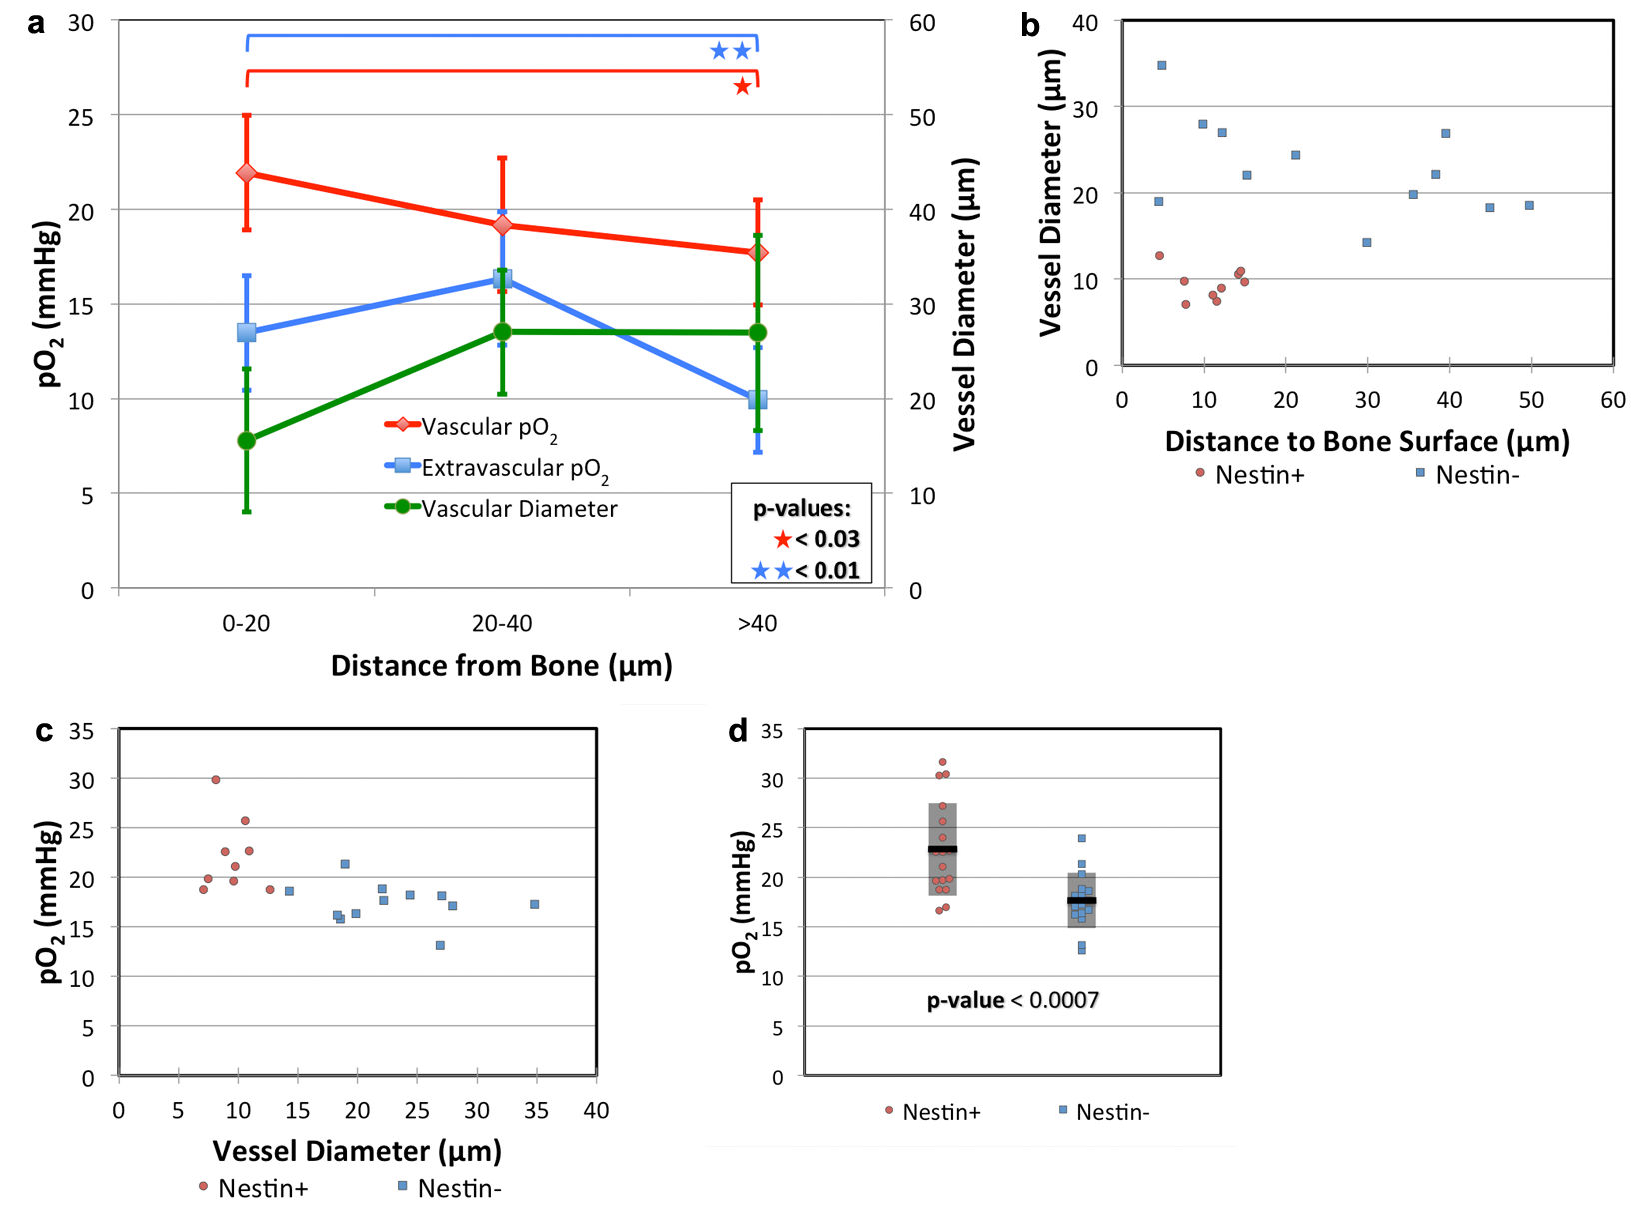 a
30
25
20
15
10
5
0
pO2 (mmHg)
60
50
40
30
20
10
0
Vessel Diameter (μm)
★★
★
Vascular pO2
Extravascular pO2
Vascular Diameter
p-values:
★< 0.03
★★< 0.01
0-20 20-40 >40
Distance from Bone (μm)
b
40
30
20
10
0
Vessel Diameter (μm)
0 10 20 30 40 50 60
Distance to Bone Surface (μm)
Nestin+ Nestin-
c
35
30
25
20
15
10
5
0
pO2 (mmHg)
0 5 10 15 20 25 30 35 40
Vessel Diameter (μm)
Nestin+ Nestin-
d
35
30
25
20
15
10
5
0
pO2 (mmHg)
p-value < 0.0007
Nestin+ Nestin-